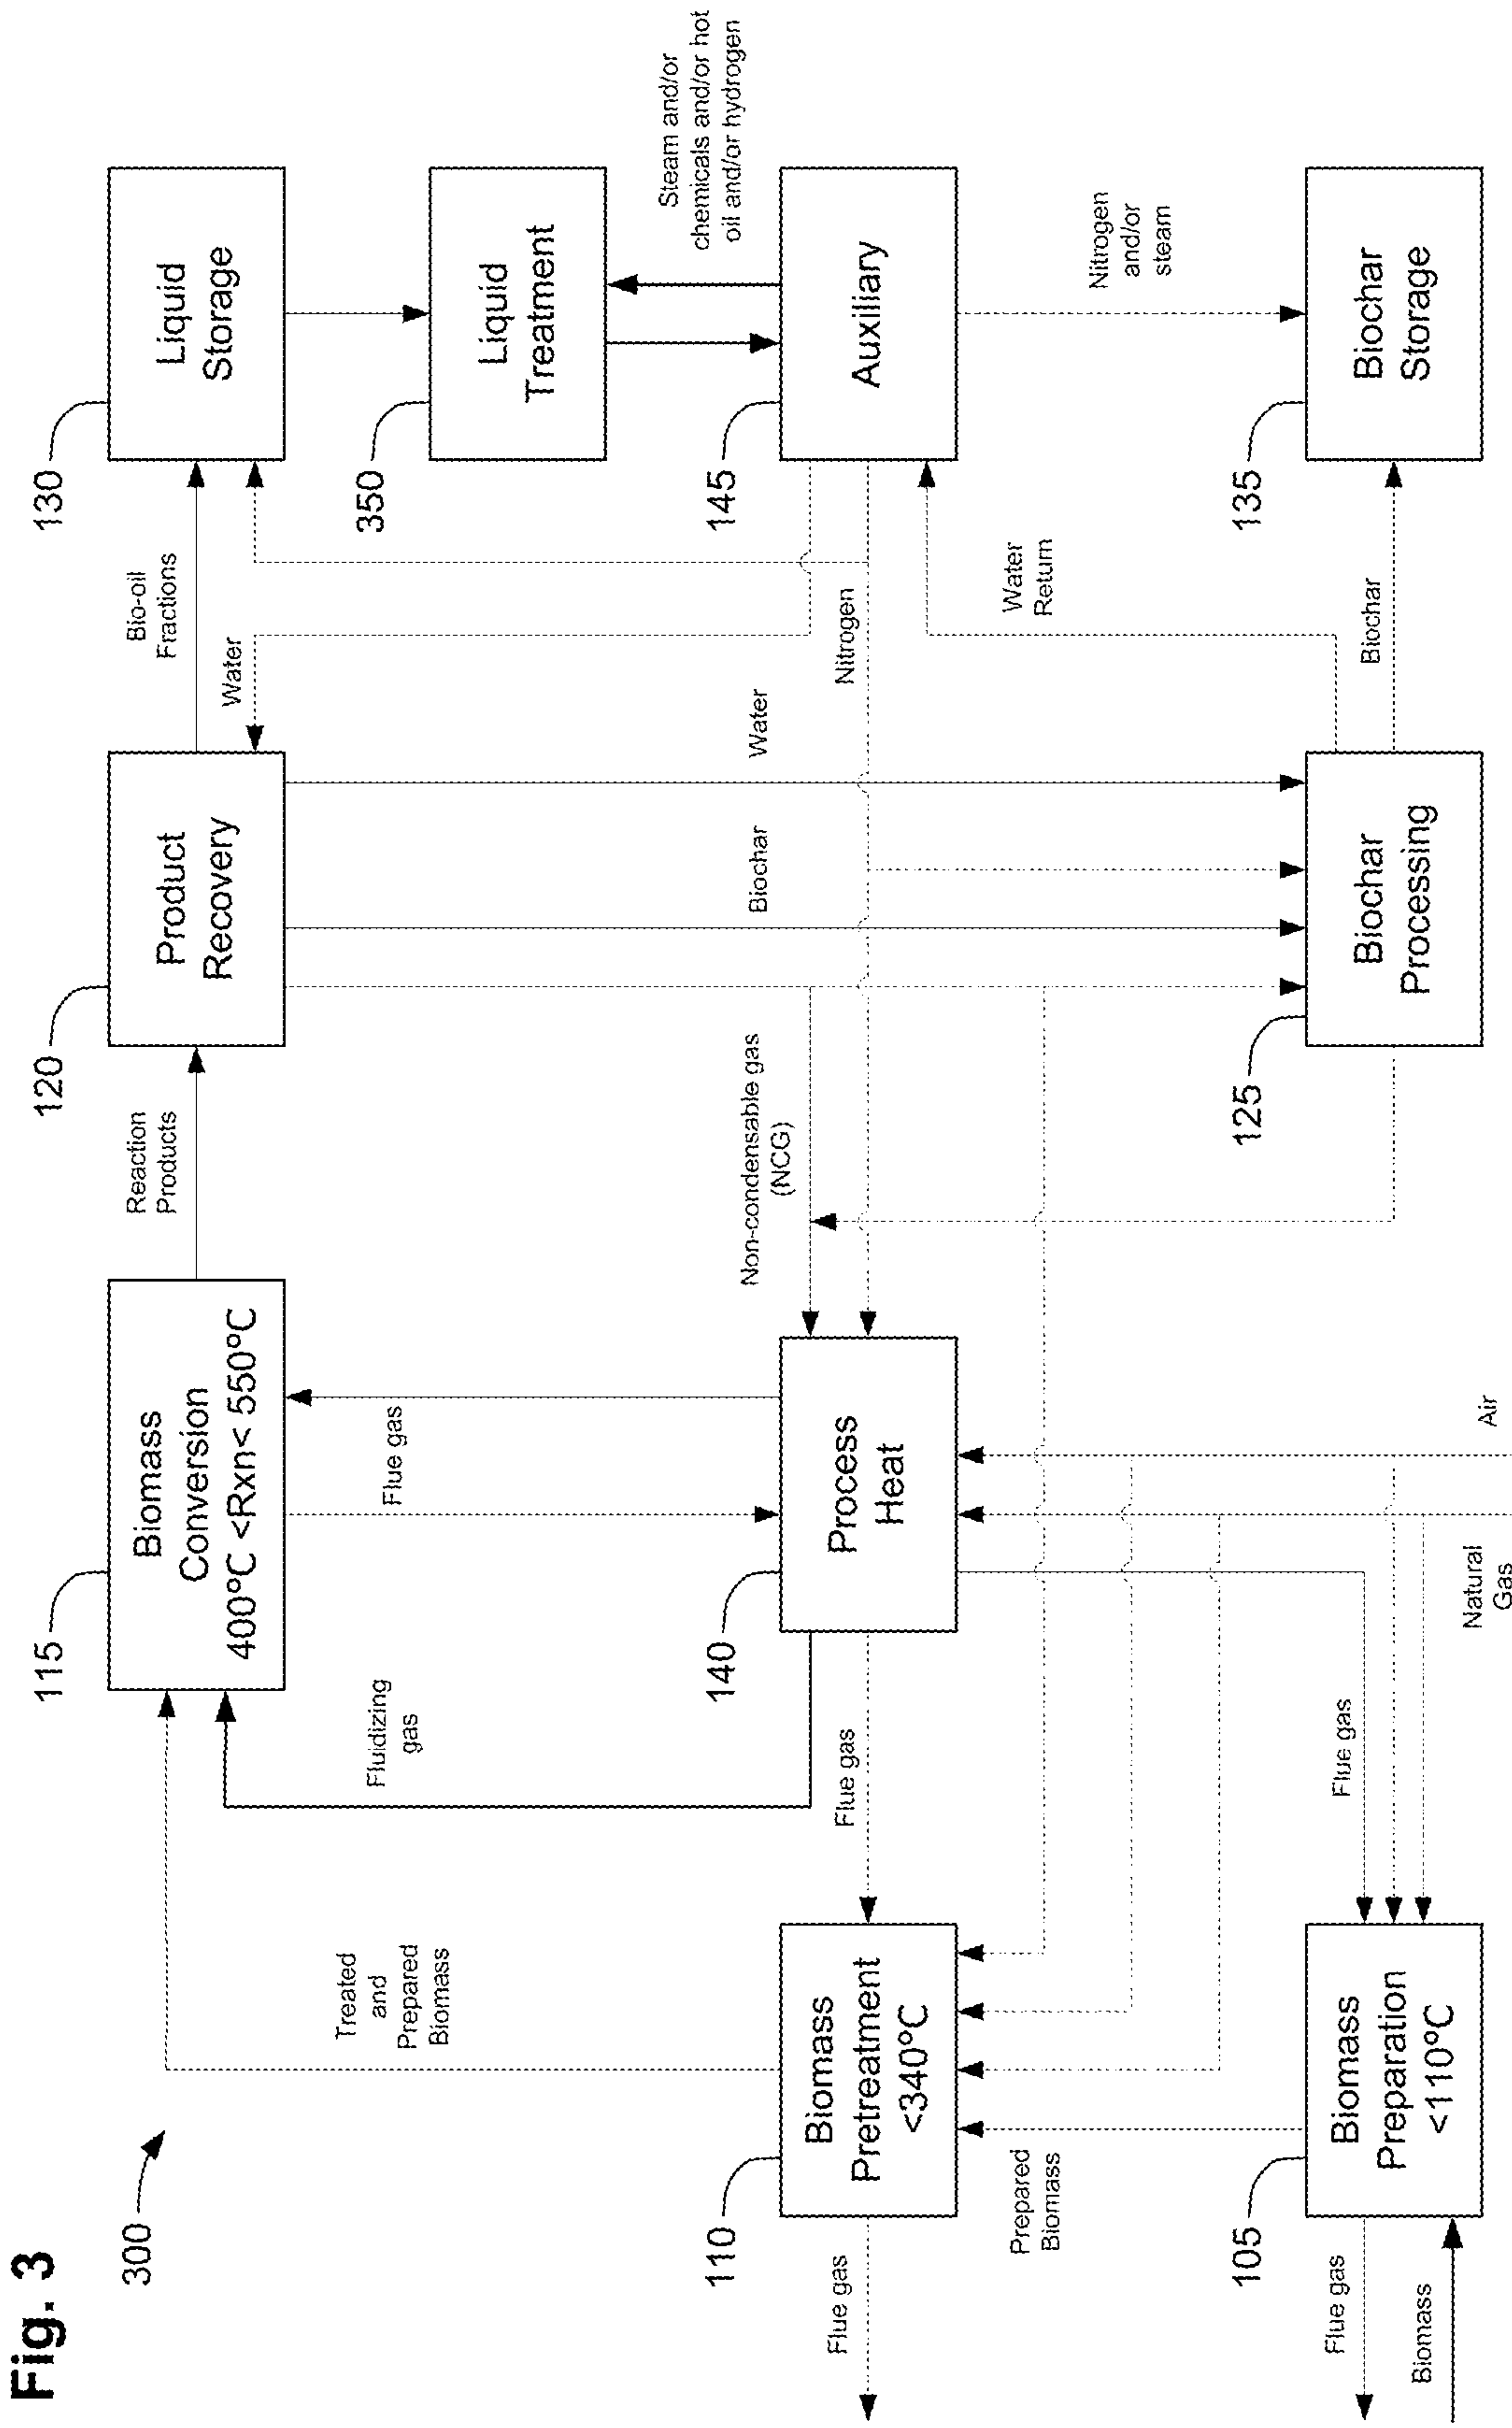 Fig. 3
300
115
Biomass
Conversion
400°C <Rxn< 550°C
Reaction
Products
120
Product
Recovery
Bio-oil
Fractions
Water
130
Liquid
Storage
350
Liquid
Treatment
Steam and/or
chemicals and/or hot
oil and/or hydrogen
Treated
and
Prepared
Biomass
Fluidizing
gas
Flue gas
110
Biomass
Pretreatment
<340°C
Flue gas
Flue gas
140
Process
Heat
Non-condensable gas
(NCG)
Biochar
Water
Nitrogen
145
Auxiliary
Nitrogen
and/or
steam
Water
Return
Prepared
Biomass
105
Biomass
Preparation
<110°C
Flue gas
Biomass
Flue gas
Natural
Gas
Air
125
Biochar
Processing
Biochar
135
Biochar
Storage